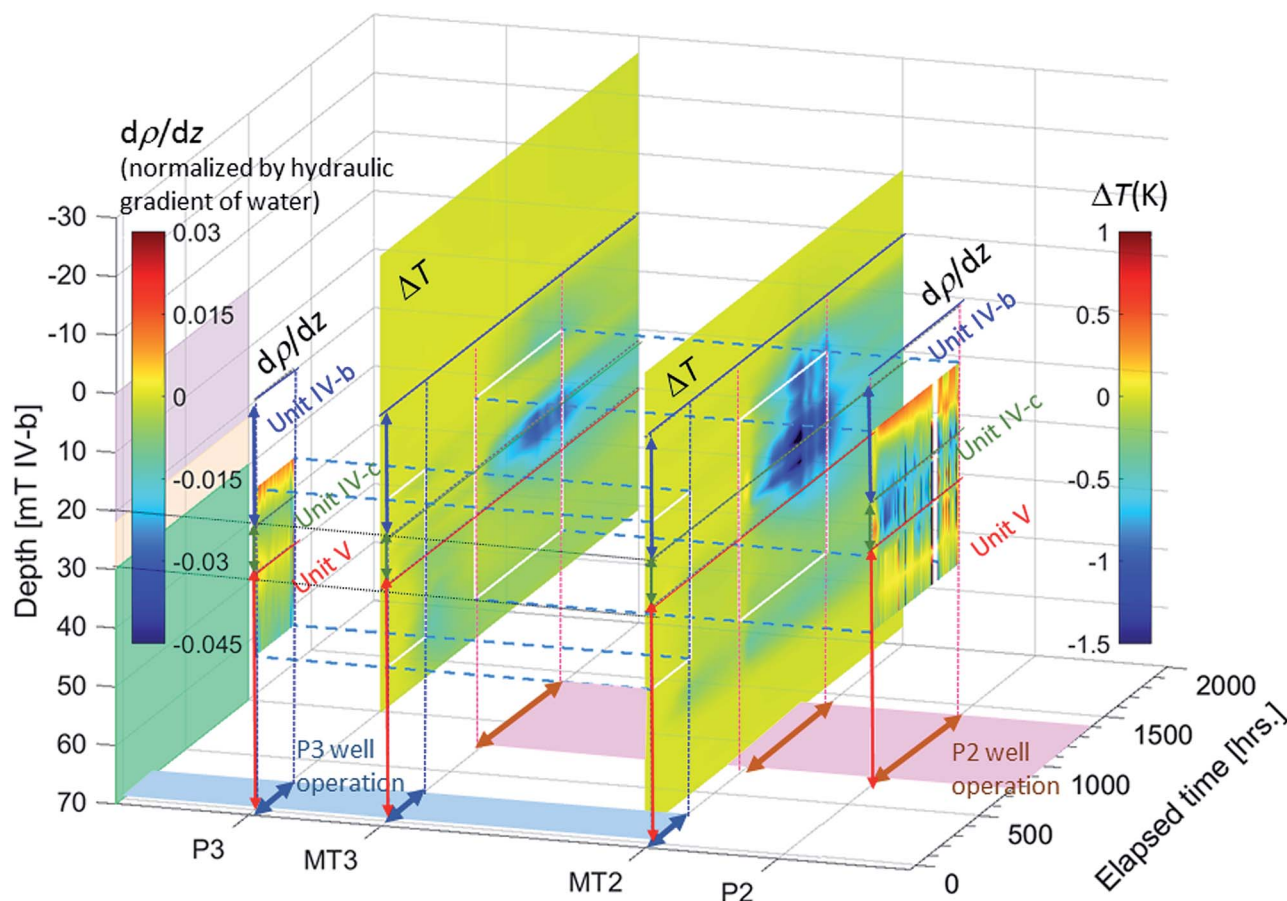 dρ/dz
(normalized by hydraulic
gradient of water)
-30
-20
-10
0
10
20
30
40
50
60
70
Depth [mT IV-b]
0.03
0.015
0
-0.015
-0.03
-0.045
dρ/dz
Unit IV-b
Unit IV-c
Unit V
ΔT
ΔT
dρ/dz
Unit IV-b
Unit IV-c
Unit V
ΔT(K)
1
0.5
0
-0.5
-1
-1.5
P3 well
operation
P2 well
operation
P3
MT3
MT2
P2
0
500
1000
1500
2000
Elapsed time [hrs.]